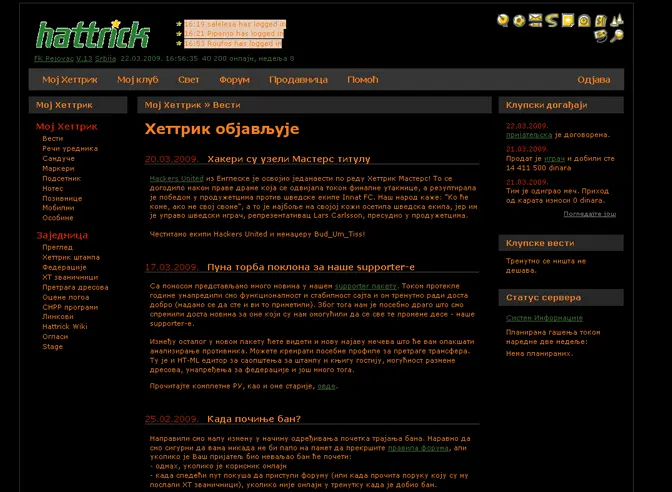 hattrick
16:19 salelesa has logged in
16:21 Piperijo has logged in
16:53 Roufos has logged in
FK Pejovac V.13 Srbija 22.03.2009. 16:56:35 40 200 онлајн, недеља 8
Мој Хеттрик Мој клуб Свет Форум Продавница Помоћ Одјава
Мој Хеттрик
Мој Хеттрик
Вести
Речи уредника
Сандуче
Маркери
Подсетник
Нотес
Позивнице
Мобилни
Особине
Заједница
Преглед
Хеттрик штампа
Федерације
ХТ званичници
Претрага дресова
Оцене погоа
CHPP програми
Линкови
Hattrick Wiki
Огласи
Stage
Мој Хеттрик » Вести
Хеттрик објављује
20.03.2009. Хакери су узели Мастерс титулу
Hackers United из Енглеске је освојио једанаести по реду Хеттрик Мастерс! То се
догодило након праве драме која се одвијала током финалне утакмице, а резултирала
је победом у продужетцима против шведске екипе Innat FC. Наш народ каже: "Ко ће
коме, ако не свој своме", а то је најбоље на својој кожи осетила шведска екипа, јер им
је управо шведски играч, репрезентативац Lars Carlsson, пресудио у продужетцима.
Честитамо екипи Hackers United и менаџеру Bud_Um_Tiss!
17.03.2009. Пуна торба поклона за наше supporter-е
Са поносом представљамо много новина у нашем supporter пакету. Током протекле
године унапредили смо функционалност и стабилност сајта и он тренутно ради доста
добро (надамо се да сте и ви то приметили). Због тога нам је посебно драго што смо
спремили доста новина за оне који су нам омогућили да се све те промене десе - наше
supporter-е.
Између осталог у новом пакету ћете видети и нову најаву мечева што ће вам олакшати
анализирање противника. Можете креирати посебне профиле за претраге трансфера.
Ту је и HT-ML едитор за саопштења за штампу и књигу гостију, могућност размене
дресова, унапређења за федерације и још много тога.
Прочитајте комплетне РУ, као и оне старије, овде.
25.02.2009. Када почиње бан?
Направили смо малу измену у начину одређивања почетка трајања бана. Наравно да
смо сигурни да вама никада не би пало на памет да прекршите правила форума, али
уколико је Ваш пријатељ био неваљао бан ће почети:
- одмах, уколико је корисник онлајн
- када следећи пут покуша да приступи форуму (или када прочита поруку коју су му
послали ХТ званичници), уколико није онлајн у тренутку када је добио бан.
Клупски догађаји
22.03.2009.
пријатељска је договорена.
21.03.2009.
Продат је играч и добили сте
14 411 500 dinara
21.03.2009.
Тим је одиграо меч. Приход
од карата износи 0 dinara.
Погледајте још
Клупске вести
Тренутно се ништа не
дешава.
Статус сервера
Систем Информације
Планирана гашења током
наредне две недеље:
Нема планираних.